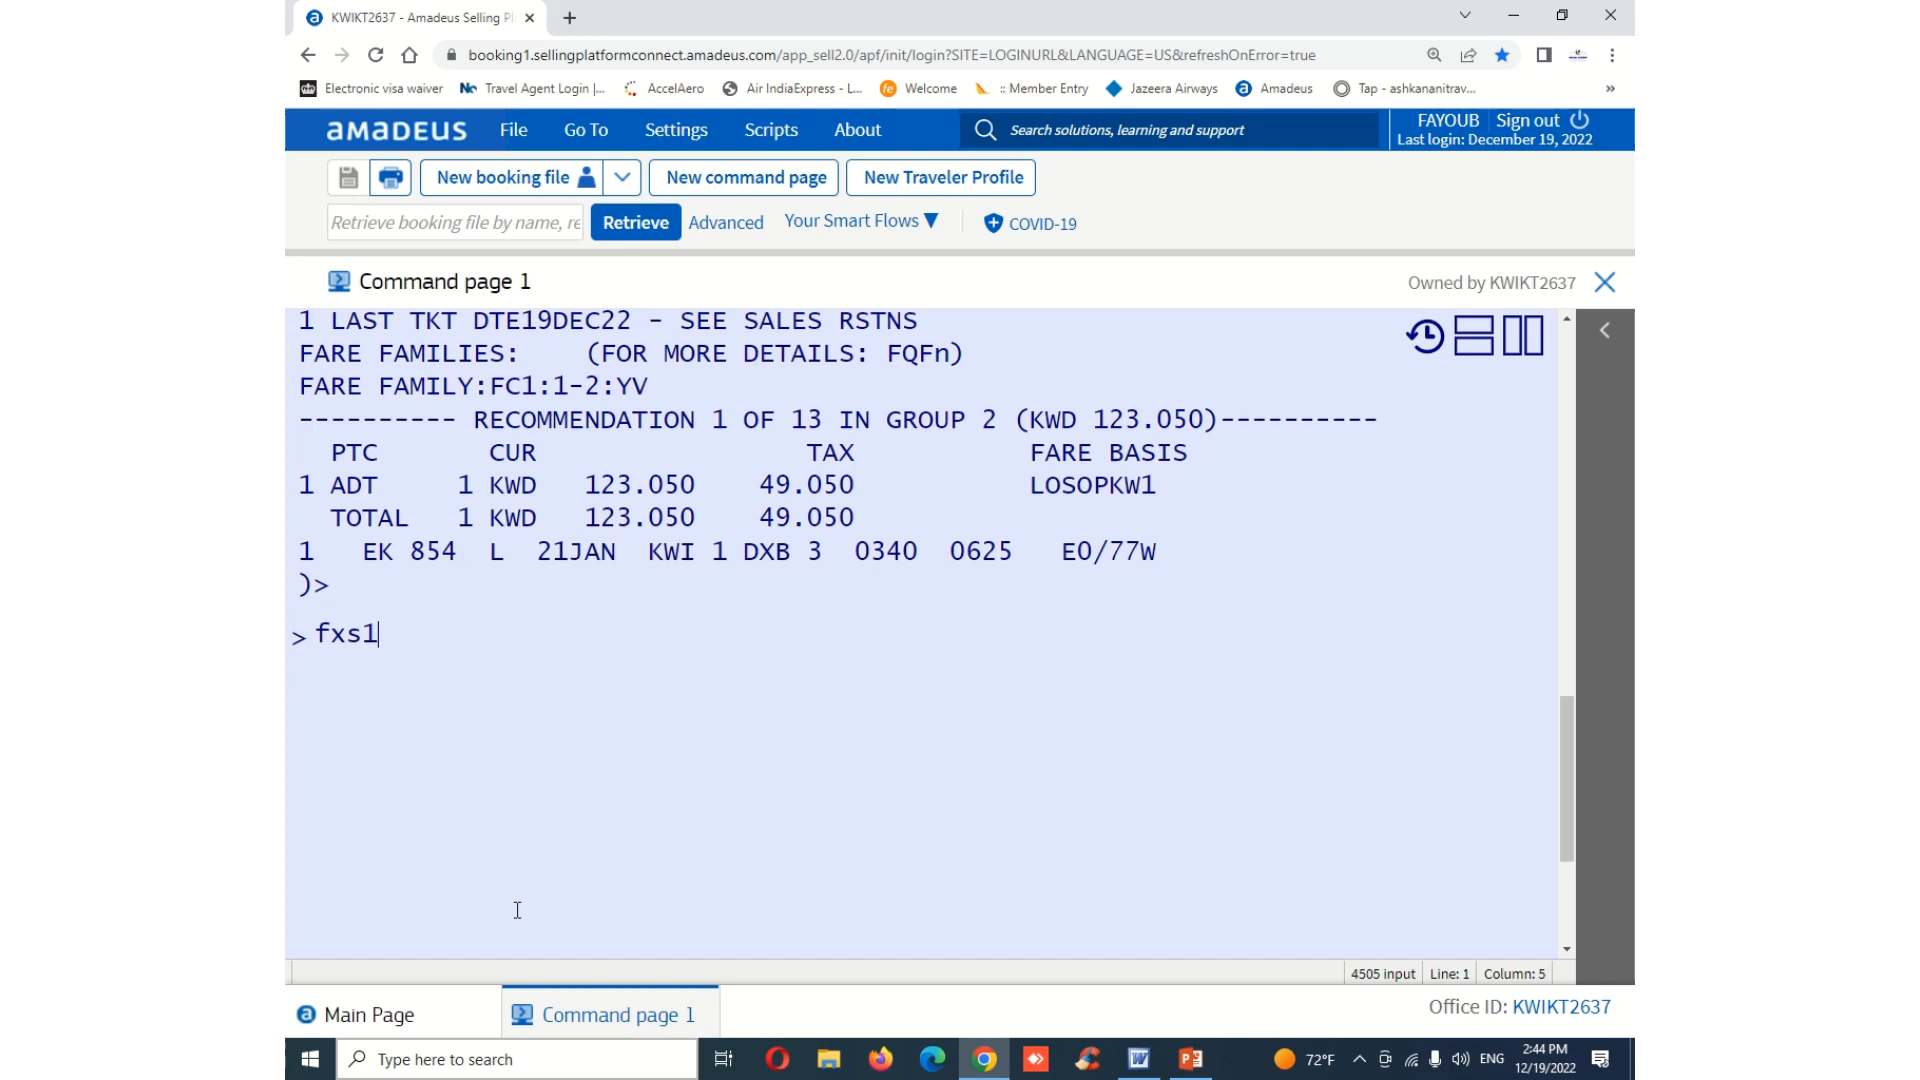 KWIKT2637 - Amadeus Selling Pl
booking1.sellingplatformconnect.amadeus.com/app_sell2.0/apf/init/login?SITE=LOGINURL&LANGUAGE=US&refreshOnError=true
Electronic visa waiver Travel Agent Login |... AccelAero Air IndiaExpress - L... Welcome :: Member Entry Jazeera Airways Amadeus Tap - ashkananitrav... »
amaDEUS File Go To Settings Scripts About Search solutions, learning and support FAYOUB Sign out
Last login: December 19, 2022
New booking file New command page New Traveler Profile
Retrieve booking file by name, re Retrieve Advanced Your Smart Flows COVID-19
Command page 1 Owned by KWIKT2637
1 LAST TKT DTE19DEC22 - SEE SALES RSTNS
FARE FAMILIES: (FOR MORE DETAILS: FQFn)
FARE FAMILY:FC1:1-2:YV
---------- RECOMMENDATION 1 OF 13 IN GROUP 2 (KWD 123.050)----------
PTC CUR TAX FARE BASIS
1 ADT 1 KWD 123.050 49.050 LOSOPKW1
TOTAL 1 KWD 123.050 49.050
1 EK 854 L 21JAN KWI 1 DXB 3 0340 0625 E0/77W
)>
> fxs1
4505 input Line: 1 Column: 5
Main Page Command page 1 Office ID: KWIKT2637
Type here to search 72°F ENG 2:44 PM
12/19/2022